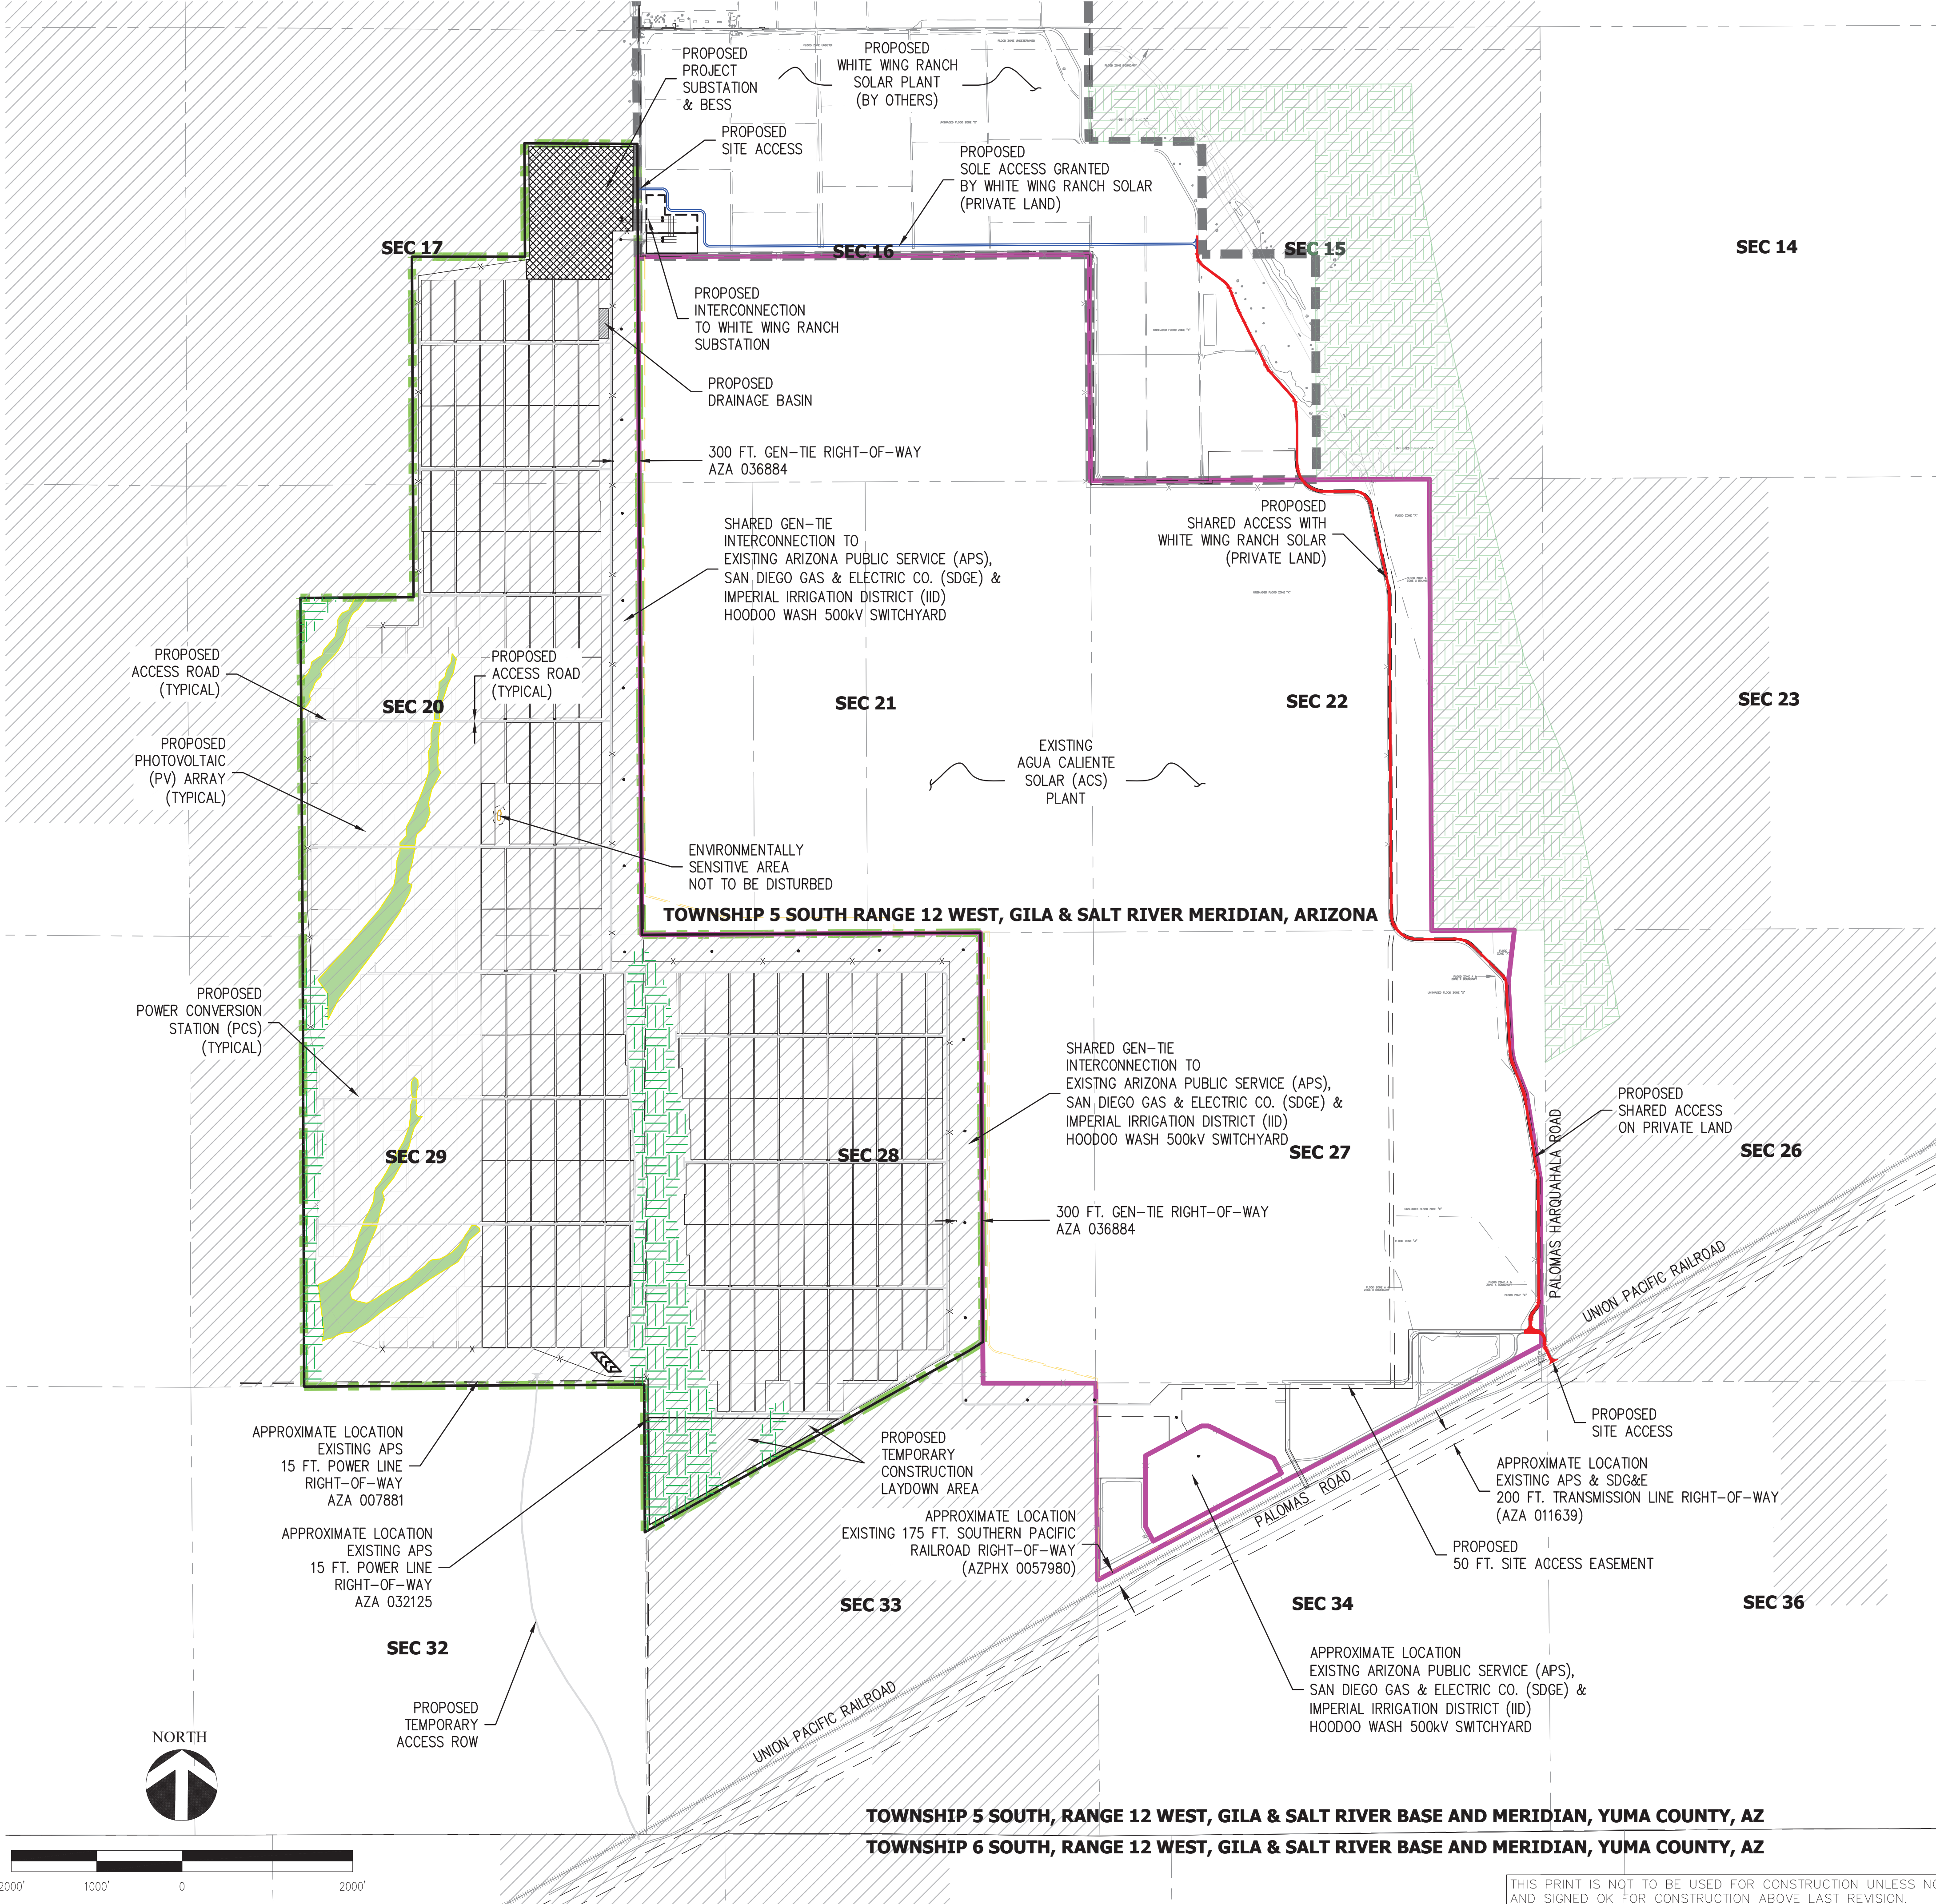 PROPOSED
PROJECT
SUBSTATION
& BESS
PROPOSED
WHITE WING RANCH
SOLAR PLANT
(BY OTHERS)
PROPOSED
SITE ACCESS
PROPOSED
SOLE ACCESS GRANTED
BY WHITE WING RANCH SOLAR
(PRIVATE LAND)
SEC 17
SEC 16
SEC 15
SEC 14
PROPOSED
INTERCONNECTION
TO WHITE WING RANCH
SUBSTATION
PROPOSED
DRAINAGE BASIN
300 FT. GEN-TIE RIGHT-OF-WAY
AZA 036884
SHARED GEN-TIE
INTERCONNECTION TO
EXISTING ARIZONA PUBLIC SERVICE (APS),
SAN DIEGO GAS & ELECTRIC CO. (SDGE) &
IMPERIAL IRRIGATION DISTRICT (IID)
HOODOO WASH 500kV SWITCHYARD
PROPOSED
SHARED ACCESS WITH
WHITE WING RANCH SOLAR
(PRIVATE LAND)
PROPOSED
ACCESS ROAD
(TYPICAL)
PROPOSED
ACCESS ROAD
(TYPICAL)
SEC 20
SEC 21
SEC 22
SEC 23
PROPOSED
PHOTOVOLTAIC
(PV) ARRAY
(TYPICAL)
EXISTING
AGUA CALIENTE
SOLAR (ACS)
PLANT
ENVIRONMENTALLY
SENSITIVE AREA
NOT TO BE DISTURBED
TOWNSHIP 5 SOUTH RANGE 12 WEST, GILA & SALT RIVER MERIDIAN, ARIZONA
PROPOSED
POWER CONVERSION
STATION (PCS)
(TYPICAL)
SHARED GEN-TIE
INTERCONNECTION TO
EXISTNG ARIZONA PUBLIC SERVICE (APS),
SAN DIEGO GAS & ELECTRIC CO. (SDGE) &
IMPERIAL IRRIGATION DISTRICT (IID)
HOODOO WASH 500kV SWITCHYARD
PROPOSED
SHARED ACCESS
ON PRIVATE LAND
PALOMAS HARQUAHALA ROAD
SEC 29
SEC 28
SEC 27
SEC 26
300 FT. GEN-TIE RIGHT-OF-WAY
AZA 036884
UNION PACIFIC RAILROAD
APPROXIMATE LOCATION
EXISTING APS
15 FT. POWER LINE
RIGHT-OF-WAY
AZA 007881
PROPOSED
TEMPORARY
CONSTRUCTION
LAYDOWN AREA
PROPOSED
SITE ACCESS
APPROXIMATE LOCATION
EXISTING APS & SDG&E
200 FT. TRANSMISSION LINE RIGHT-OF-WAY
(AZA 011639)
PALOMAS ROAD
APPROXIMATE LOCATION
EXISTING APS
15 FT. POWER LINE
RIGHT-OF-WAY
AZA 032125
APPROXIMATE LOCATION
EXISTING 175 FT. SOUTHERN PACIFIC
RAILROAD RIGHT-OF-WAY
(AZPHX 0057980)
PROPOSED
50 FT. SITE ACCESS EASEMENT
SEC 32
SEC 33
SEC 34
SEC 36
APPROXIMATE LOCATION
EXISTNG ARIZONA PUBLIC SERVICE (APS),
SAN DIEGO GAS & ELECTRIC CO. (SDGE) &
IMPERIAL IRRIGATION DISTRICT (IID)
HOODOO WASH 500kV SWITCHYARD
PROPOSED
TEMPORARY
ACCESS ROW
UNION PACIFIC RAILROAD
NORTH
TOWNSHIP 5 SOUTH, RANGE 12 WEST, GILA & SALT RIVER BASE AND MERIDIAN, YUMA COUNTY, AZ
TOWNSHIP 6 SOUTH, RANGE 12 WEST, GILA & SALT RIVER BASE AND MERIDIAN, YUMA COUNTY, AZ
2000' 1000' 0 2000'
THIS PRINT IS NOT TO BE USED FOR CONSTRUCTION UNLESS
AND SIGNED OK FOR CONSTRUCTION ABOVE LAST REVISION.